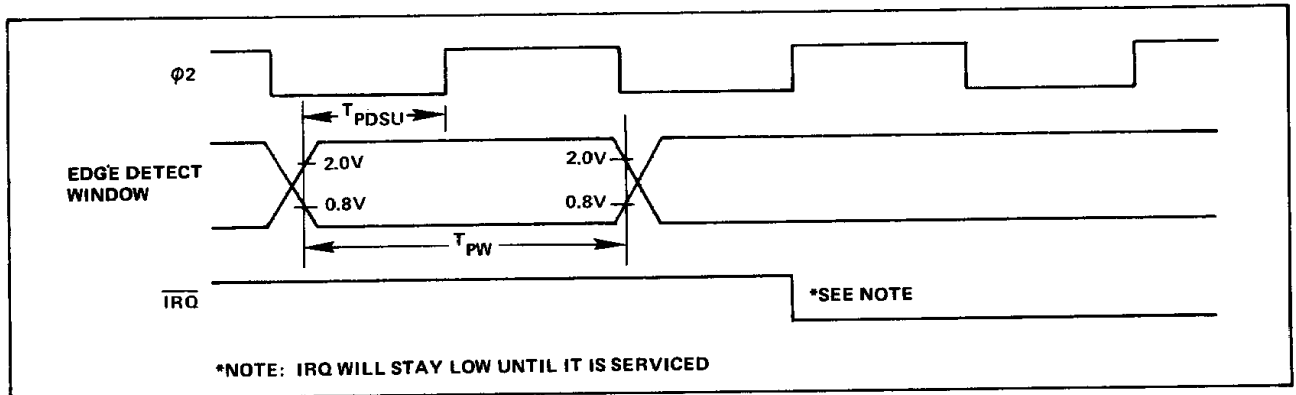 φ2
T PDSU
EDGE DETECT
WINDOW
2.0V
2.0V
0.8V
0.8V
T PW
IRQ
*SEE NOTE
*NOTE: IRQ WILL STAY LOW UNTIL IT IS SERVICED